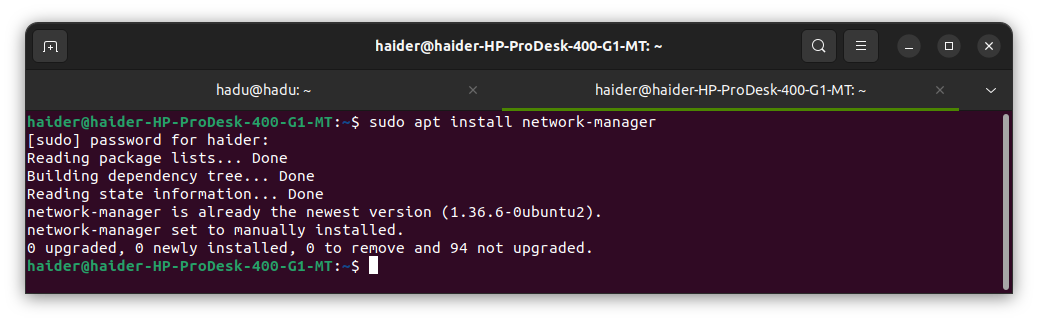 haider@haider-HP-ProDesk-400-G1-MT: ~
hadu@hadu: ~
haider@haider-HP-ProDesk-400-G1-MT: ~
haider@haider-HP-ProDesk-400-G1-MT:~$ sudo apt install network-manager
[sudo] password for haider:
Reading package lists... Done
Building dependency tree... Done
Reading state information... Done
network-manager is already the newest version (1.36.6-0ubuntu2).
network-manager set to manually installed.
0 upgraded, 0 newly installed, 0 to remove and 94 not upgraded.
haider@haider-HP-ProDesk-400-G1-MT:~$